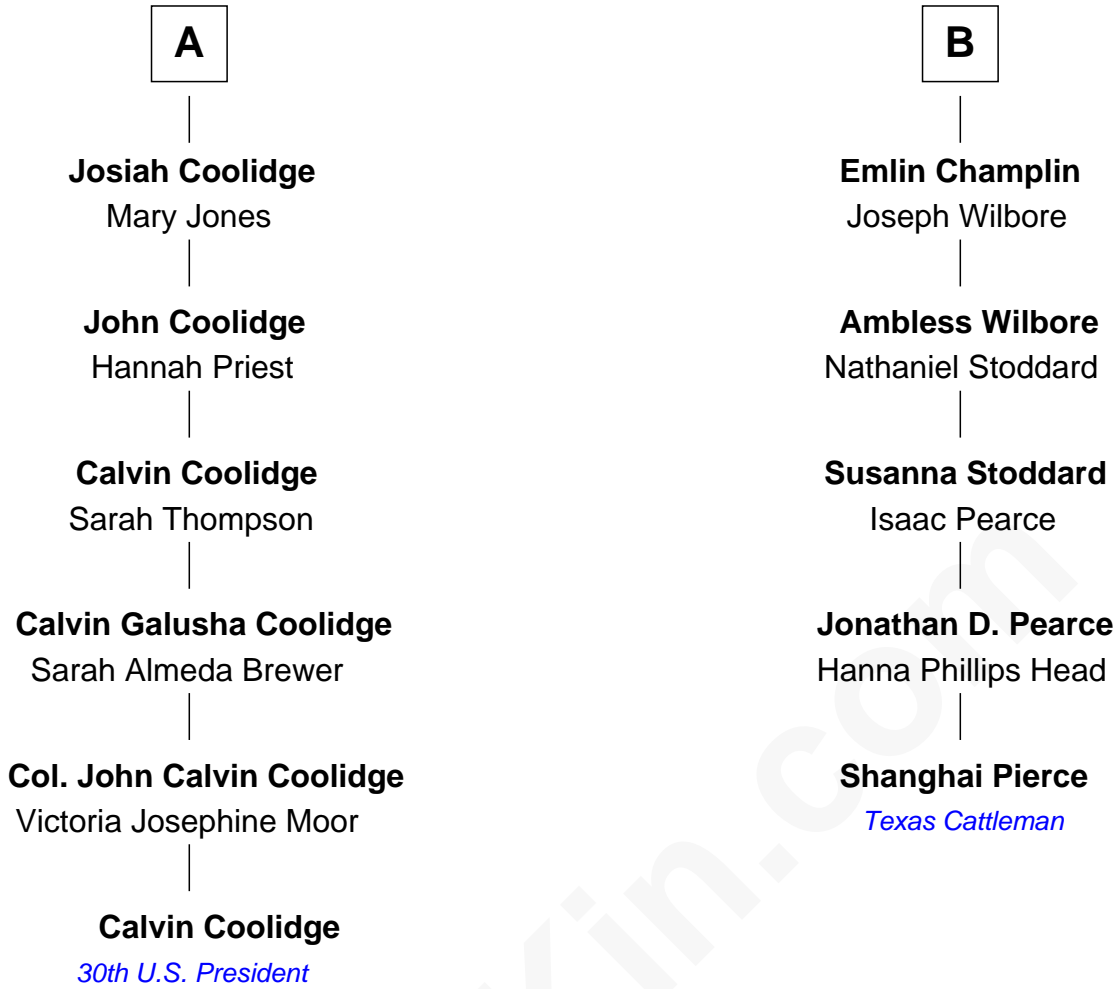 A
Josiah Coolidge
Mary Jones
John Coolidge
Hannah Priest
Calvin Coolidge
Sarah Thompson
Calvin Galusha Coolidge
Sarah Almeda Brewer
Col. John Calvin Coolidge
Victoria Josephine Moor
Calvin Coolidge
30th U.S. President
B
Emlin Champlin
Joseph Wilbore
Ambless Wilbore
Nathaniel Stoddard
Susanna Stoddard
Isaac Pearce
Jonathan D. Pearce
Hanna Phillips Head
Shanghai Pierce
Texas Cattleman
Kin.com